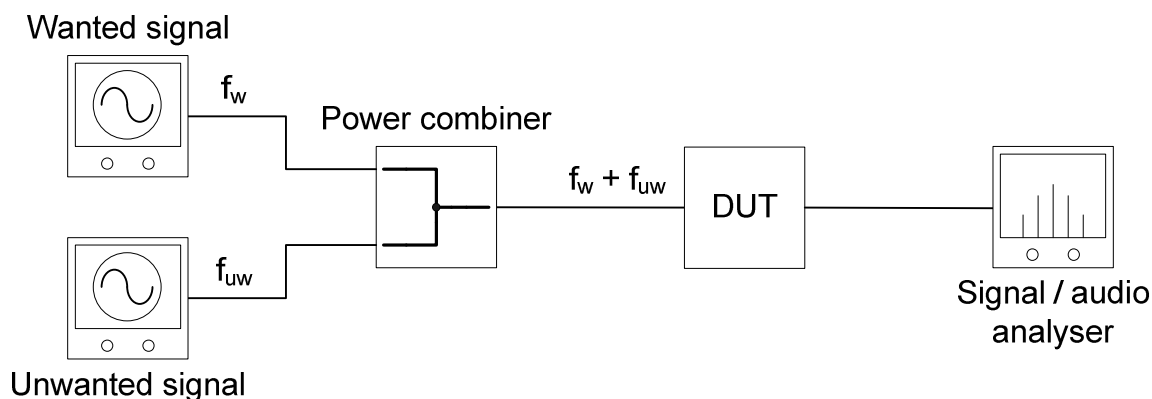 Wanted signal
fw
Power combiner
fw + fuw
DUT
fuw
Signal / audio
analyser
Unwanted signal